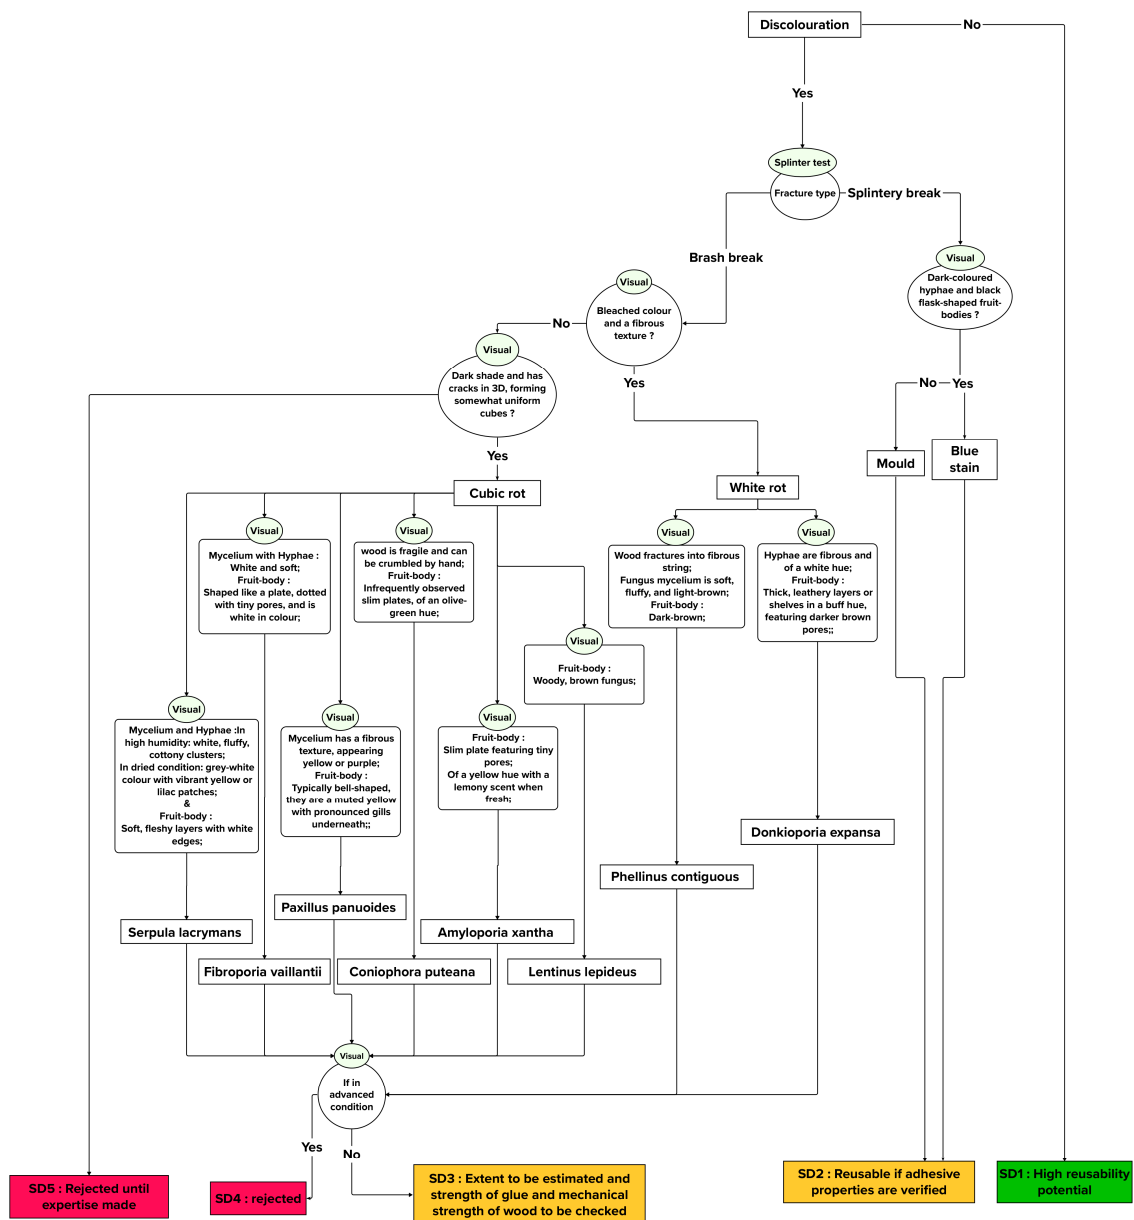 Discolouration
No
Yes
Splinter test
Fracture type
Splintery break
Brash break
Visual
Dark-coloured
hyphae and black
flask-shaped fruit-
bodies ?
Visual
Bleached colour
and a fibrous
texture ?
No
Visual
Dark shade and has
cracks in 3D, forming
somewhat uniform
cubes ?
Yes
No
Yes
Yes
Mould
Blue
stain
Cubic rot
White rot
Visual
Mycelium with Hyphae :
White and soft;
Fruit-body :
Shaped like a plate, dotted
with tiny pores, and is
white in colour;
Visual
wood is fragile and can
be crumbled by hand;
Fruit-body :
Infrequently observed
slim plates, of an olive-
green hue;
Visual
Wood fractures into fibrous
string;
Fungus mycelium is soft,
fluffy, and light-brown;
Fruit-body :
Dark-brown;
Visual
Hyphae are fibrous and
of a white hue;
Fruit-body :
Thick, leathery layers or
shelves in a buff hue,
featuring darker brown
pores;;
Visual
Fruit-body :
Woody, brown fungus;
Visual
Mycelium and Hyphae :In
high humidity: white, fluffy,
cottony clusters;
In dried condition: grey-white
colour with vibrant yellow or
lilac patches;
&
Fruit-body :
Soft, fleshy layers with white
edges;
Visual
Mycelium has a fibrous
texture, appearing
yellow or purple;
Fruit-body :
Typically bell-shaped,
they are a muted yellow
with pronounced gills
underneath;;
Visual
Fruit-body :
Slim plate featuring tiny
pores;
Of a yellow hue with a
lemony scent when
fresh;
Donkioporia expansa
Phellinus contiguous
Paxillus panuoides
Serpula lacrymans
Amyloporia xantha
Fibroporia vaillantii
Coniophora puteana
Lentinus lepideus
Visual
If in
advanced
condition
Yes
No
SD5 : Rejected until
expertise made
SD4 : rejected
SD3 : Extent to be estimated and
strength of glue and mechanical
strength of wood to be checked
SD2 : Reusable if adhesive
properties are verified
SD1 : High reusability
potential